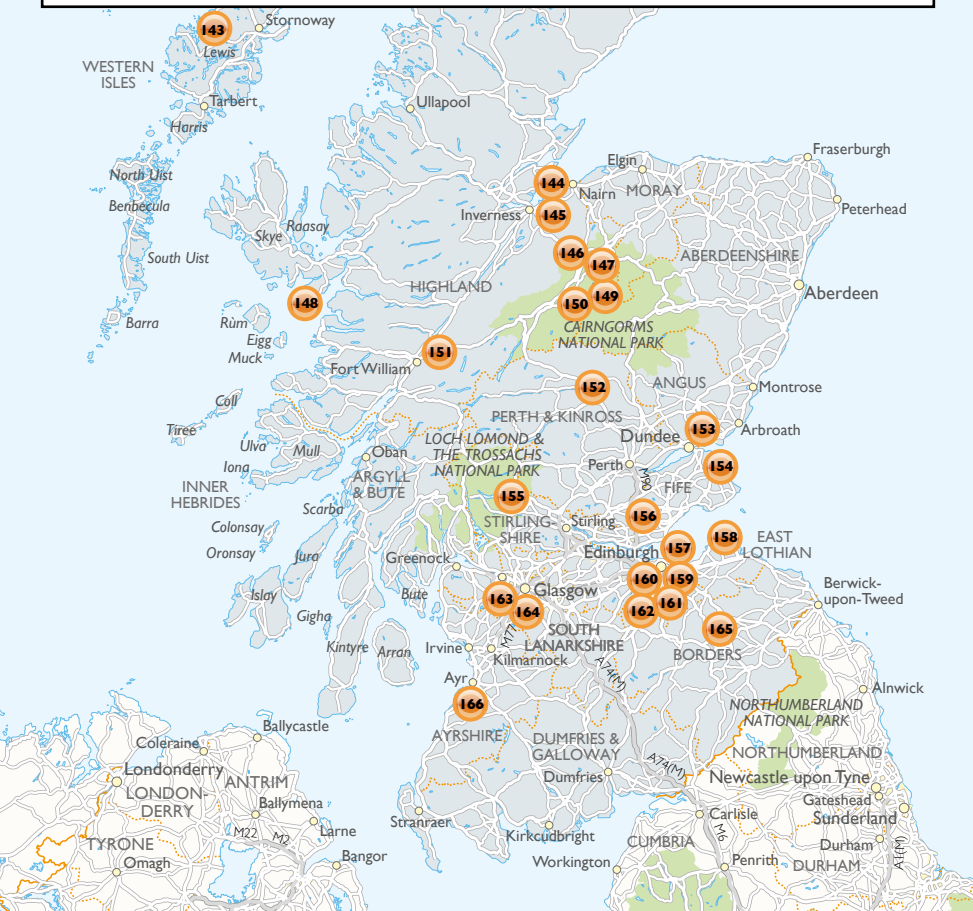 143
Stornoway
Lewis
WESTERN
ISLES
Tarbert
Harris
Ullapool
North Uist
Benbecula
South Uist
Barra
Skye
Raasay
148
Rùm
Eigg
Muck
Coll
Tiree
HIGHLAND
Inverness
144
Nairn
145
Elgin
MORAY
Fraserburgh
Peterhead
146
147
ABERDEENSHIRE
149
150
Aberdeen
CAIRNGORMS
NATIONAL PARK
151
Fort William
152
ANGUS
Montrose
PERTH & KINROSS
153
Dundee
Arbroath
154
Perth
M90
FIFE
LOCH LOMOND &
THE TROSSACHS
NATIONAL PARK
155
Ulva
Mull
Iona
Oban
ARGYLL
& BUTE
INNER
HEBRIDES
Scarba
Colonsay
Oronsay
Jura
Islay
Gigha
Kintyre
Arran
Bute
STIRLING-
SHIRE
Stirling
156
157
158
EAST
LOTHIAN
Edinburgh
160
159
161
162
Greenock
163
164
Glasgow
Berwick-
upon-Tweed
165
BORDERS
SOUTH
LANARKSHIRE
M77
Irvine
Kilmarnock
A74(M)
Ayr
166
AYRSHIRE
DUMFRIES &
GALLOWAY
Dumfries
A74(M)
Alnwick
NORTHUMBERLAND
NATIONAL PARK
NORTHUMBERLAND
Newcastle upon Tyne
Gateshead
Sunderland
Durham
DURHAM
A1(M)
Carlisle
M6
CUMBRIA
Penrith
Workington
Kirkcudbright
Stranraer
Ballycastle
Coleraine
Londonderry
LONDON-
DERRY
ANTRIM
Ballymena
M22
M2
Larne
TYRONE
Omagh
Bangor